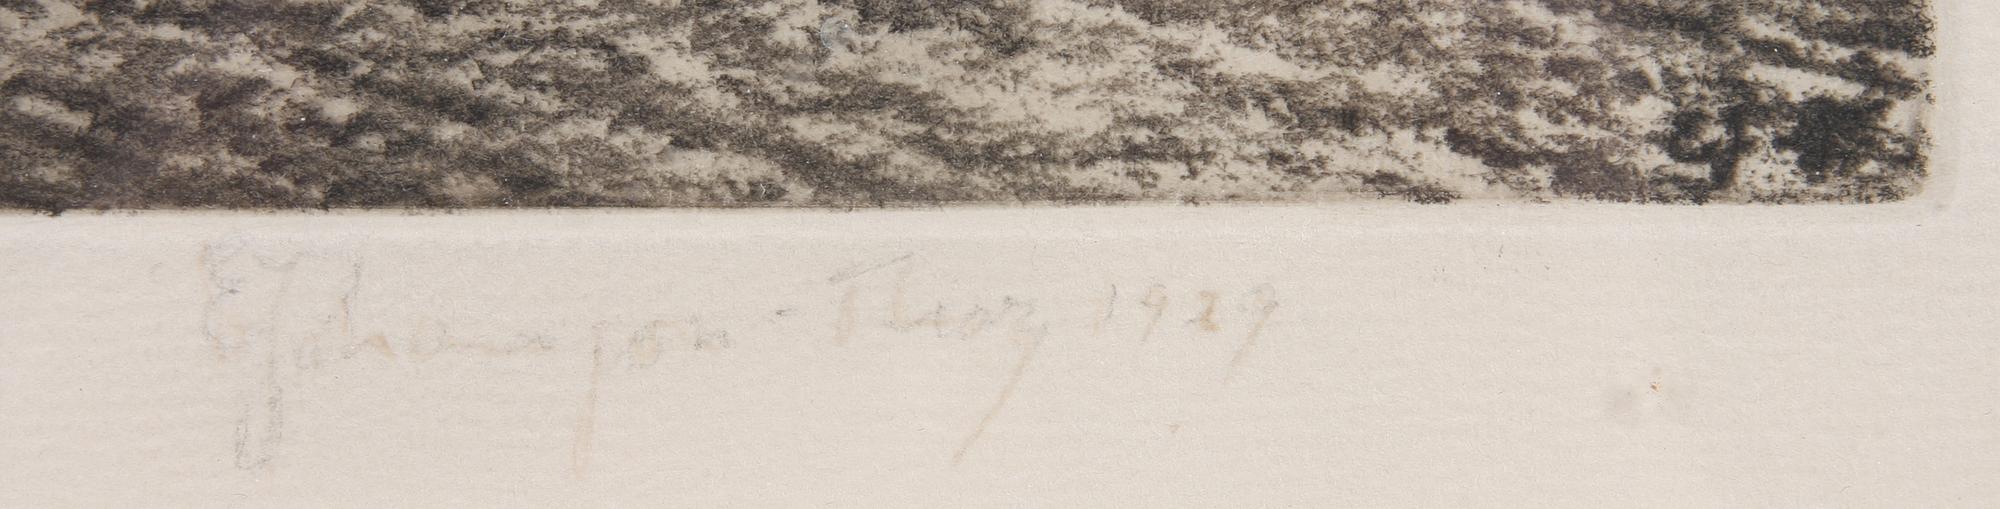 E Johansson - Thor 1929